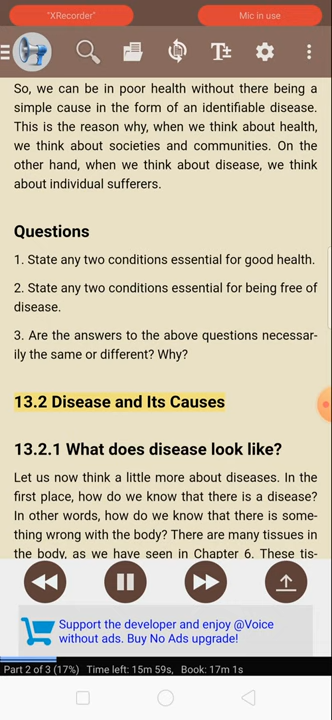 "XRecorder"
Mic in use
So, we can be in poor health without there being a
simple cause in the form of an identifiable disease.
This is the reason why, when we think about health,
we think about societies and communities. On the
other hand, when we think about disease, we think
about individual sufferers.
Questions
1. State any two conditions essential for good health.
2. State any two conditions essential for being free of
disease.
3. Are the answers to the above questions necessar-
ily the same or different? Why?
13.2 Disease and Its Causes
13.2.1 What does disease look like?
Let us now think a little more about diseases. In the
first place, how do we know that there is a disease?
In other words, how do we know that there is some-
thing wrong with the body? There are many tissues in
the body, as we have seen in Chapter 6. These tis-
Support the developer and enjoy @Voice
without ads. Buy No Ads upgrade!
Part 2 of 3 (17%) Time left: 15m 59s, Book: 17m 1s